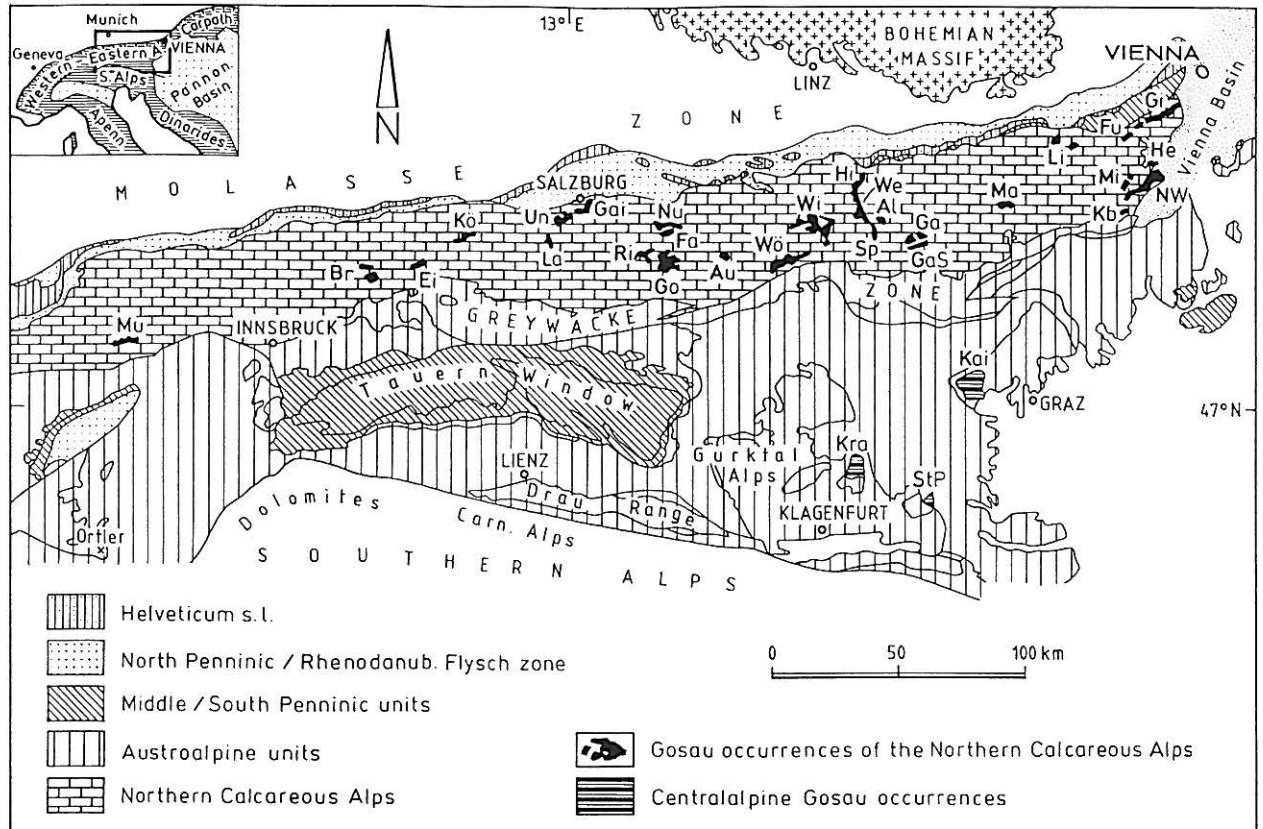 Munich
Carpath
Geneva
VIENNA
Western - Eastern A.
S. Alps
Pannon
Basin
Apenn
Dinarides
13° E
N
BOHEMIAN
MASSIF
LINZ
VIENNA
Vienna Basin
ZONE
MOLASSE
SALZBURG
Gi
Fu
He
Li
Mi
NW
Kb
Hi
We
Al
Ma
Wi
Ga
Kö
Un
Gai
Nu
Fa
La
Ri
Wö
Sp
GaS
Au
Go
Br
Ei
ZONE
GREYWACKE
Mu
INNSBRUCK
Kai
Tauern Window
GRAZ
47° N
Kra
Gurktal
Alps
LIENZ
StP
Drau Range
Dolomites
KLAGENFURT
Carn. Alps
Ortler
SOUTHERN ALPS
Helveticum s.l.
North Penninic / Rhenodanub. Flysch zone
0 50 100 km
Middle / South Penninic units
Austroalpine units
Gosau occurrences of the Northern Calcareous Alps
Northern Calcareous Alps
Centralalpine Gosau occurrences